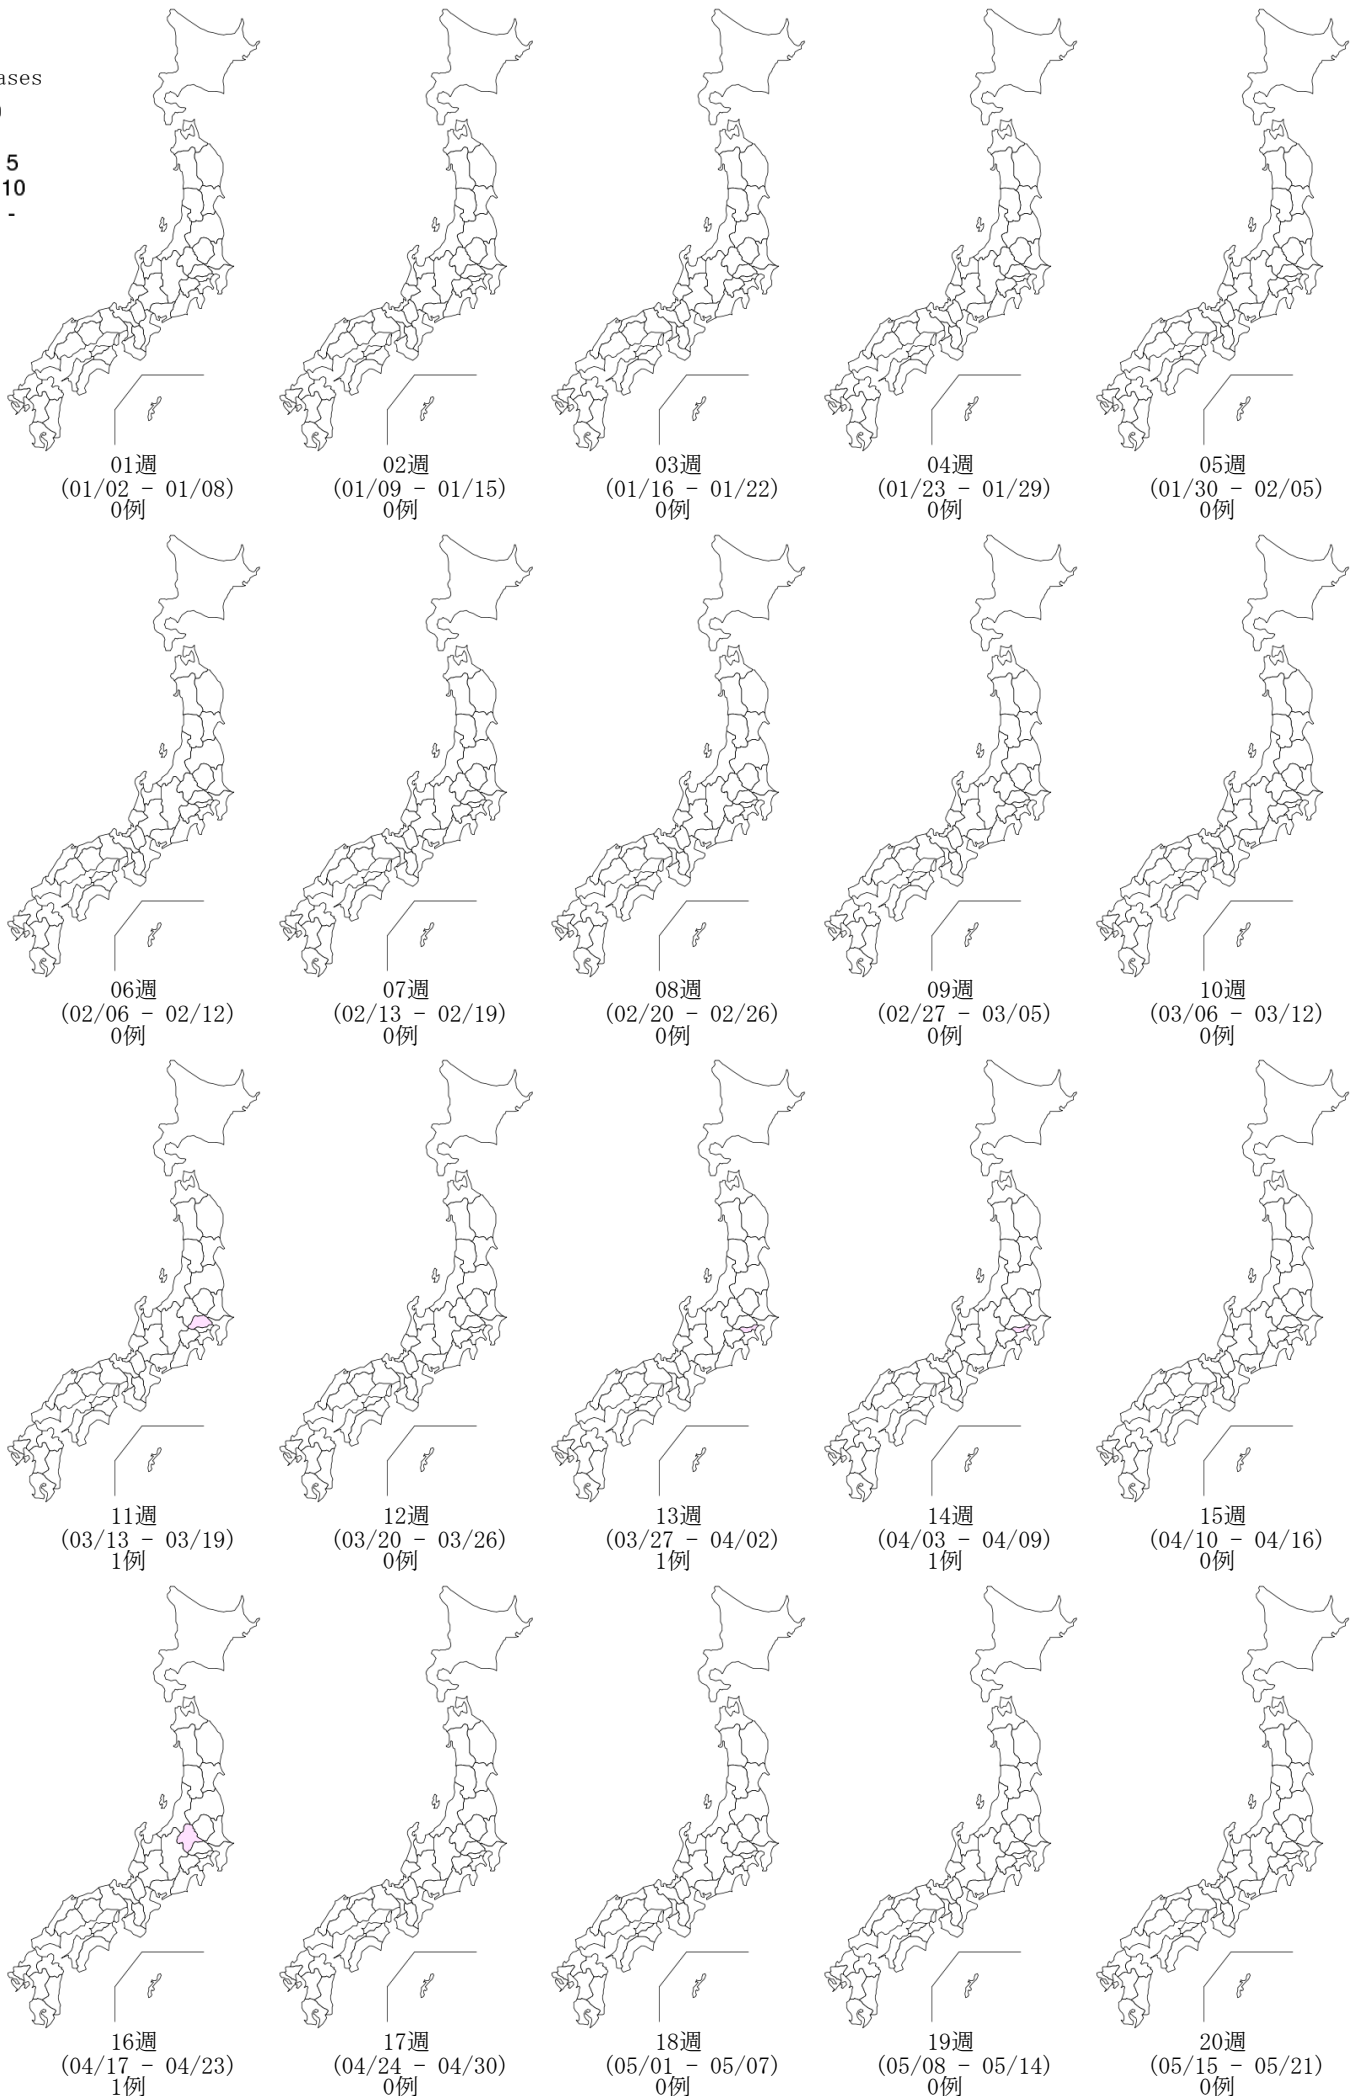 ases
5
10
-
01週
(01/02 - 01/08)
0例
02週
(01/09 - 01/15)
0例
03週
(01/16 - 01/22)
0例
04週
(01/23 - 01/29)
0例
05週
(01/30 - 02/05)
0例
06週
(02/06 - 02/12)
0例
07週
(02/13 - 02/19)
0例
08週
(02/20 - 02/26)
0例
09週
(02/27 - 03/05)
0例
10週
(03/06 - 03/12)
0例
11週
(03/13 - 03/19)
1例
12週
(03/20 - 03/26)
0例
13週
(03/27 - 04/02)
1例
14週
(04/03 - 04/09)
1例
15週
(04/10 - 04/16)
0例
16週
(04/17 - 04/23)
1例
17週
(04/24 - 04/30)
0例
18週
(05/01 - 05/07)
0例
19週
(05/08 - 05/14)
0例
20週
(05/15 - 05/21)
0例